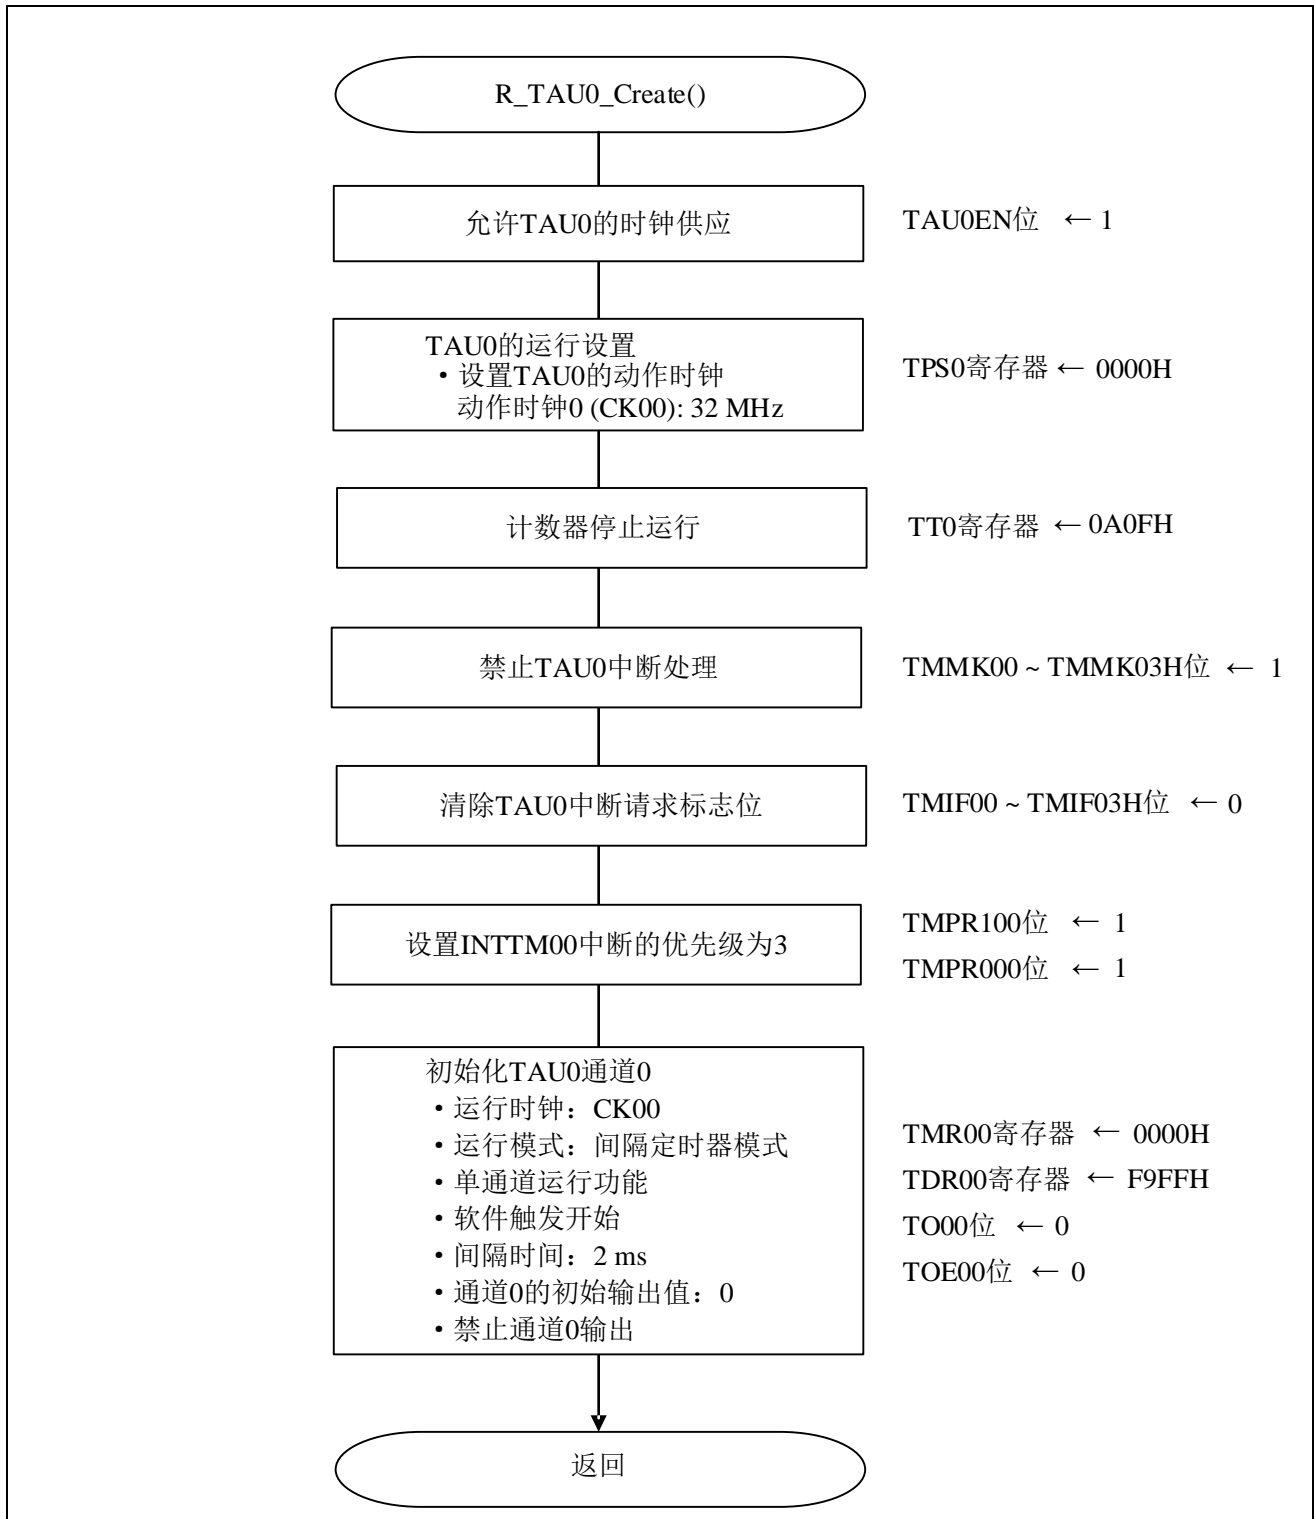 R_TAU0_Create()
允许TAU0的时钟供应
TAU0EN位 ← 1
TAU0的运行设置
・设置TAU0的动作时钟
动作时钟0 (CK00): 32 MHz
TPS0寄存器 ← 0000H
计数器停止运行
TT0寄存器 ← 0A0FH
禁止TAU0中断处理
TMMK00 ~ TMMK03H位 ← 1
清除TAU0中断请求标志位
TMIF00 ~ TMIF03H位 ← 0
设置INTTM00中断的优先级为3
TMPR100位 ← 1
TMPR000位 ← 1
初始化TAU0通道0
・运行时钟：CK00
・运行模式：间隔定时器模式
・单通道运行功能
・软件触发开始
・间隔时间：2 ms
・通道0的初始输出值：0
・禁止通道0输出
TMR00寄存器 ← 0000H
TDR00寄存器 ← F9FFH
TO00位 ← 0
TOE00位 ← 0
返回